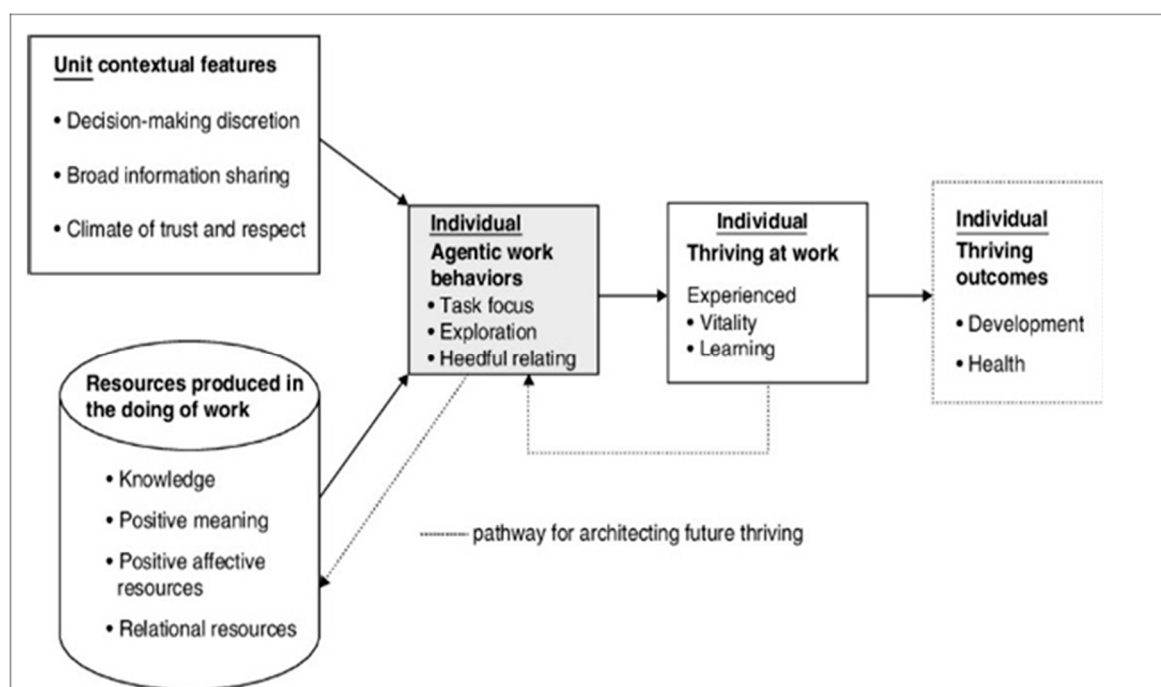 Unit contextual features
• Decision-making discretion
• Broad information sharing
• Climate of trust and respect
Resources produced in
the doing of work
• Knowledge
• Positive meaning
• Positive affective
resources
• Relational resources
Individual
Agentic work
behaviors
• Task focus
• Exploration
• Heedful relating
Individual
Thriving at work
Experienced
• Vitality
• Learning
Individual
Thriving
outcomes
• Development
• Health
pathway for architecting future thriving